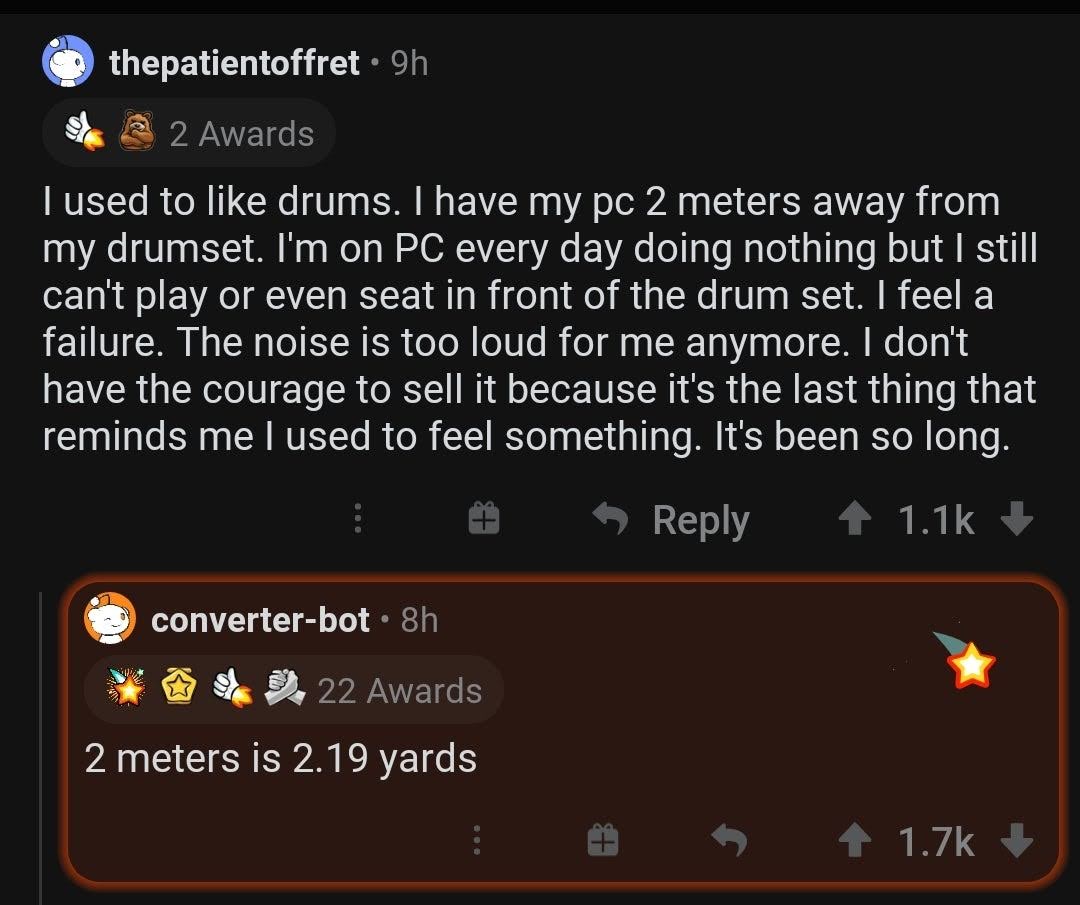 thepatientoffret • 9h
2 Awards
I used to like drums. I have my pc 2 meters away from
my drumset. I'm on PC every day doing nothing but I still
can't play or even seat in front of the drum set. I feel a
failure. The noise is too loud for me anymore. I don't
have the courage to sell it because it's the last thing that
reminds me I used to feel something. It's been so long.
Reply 1.1k
converter-bot • 8h
22 Awards
2 meters is 2.19 yards
1.7k